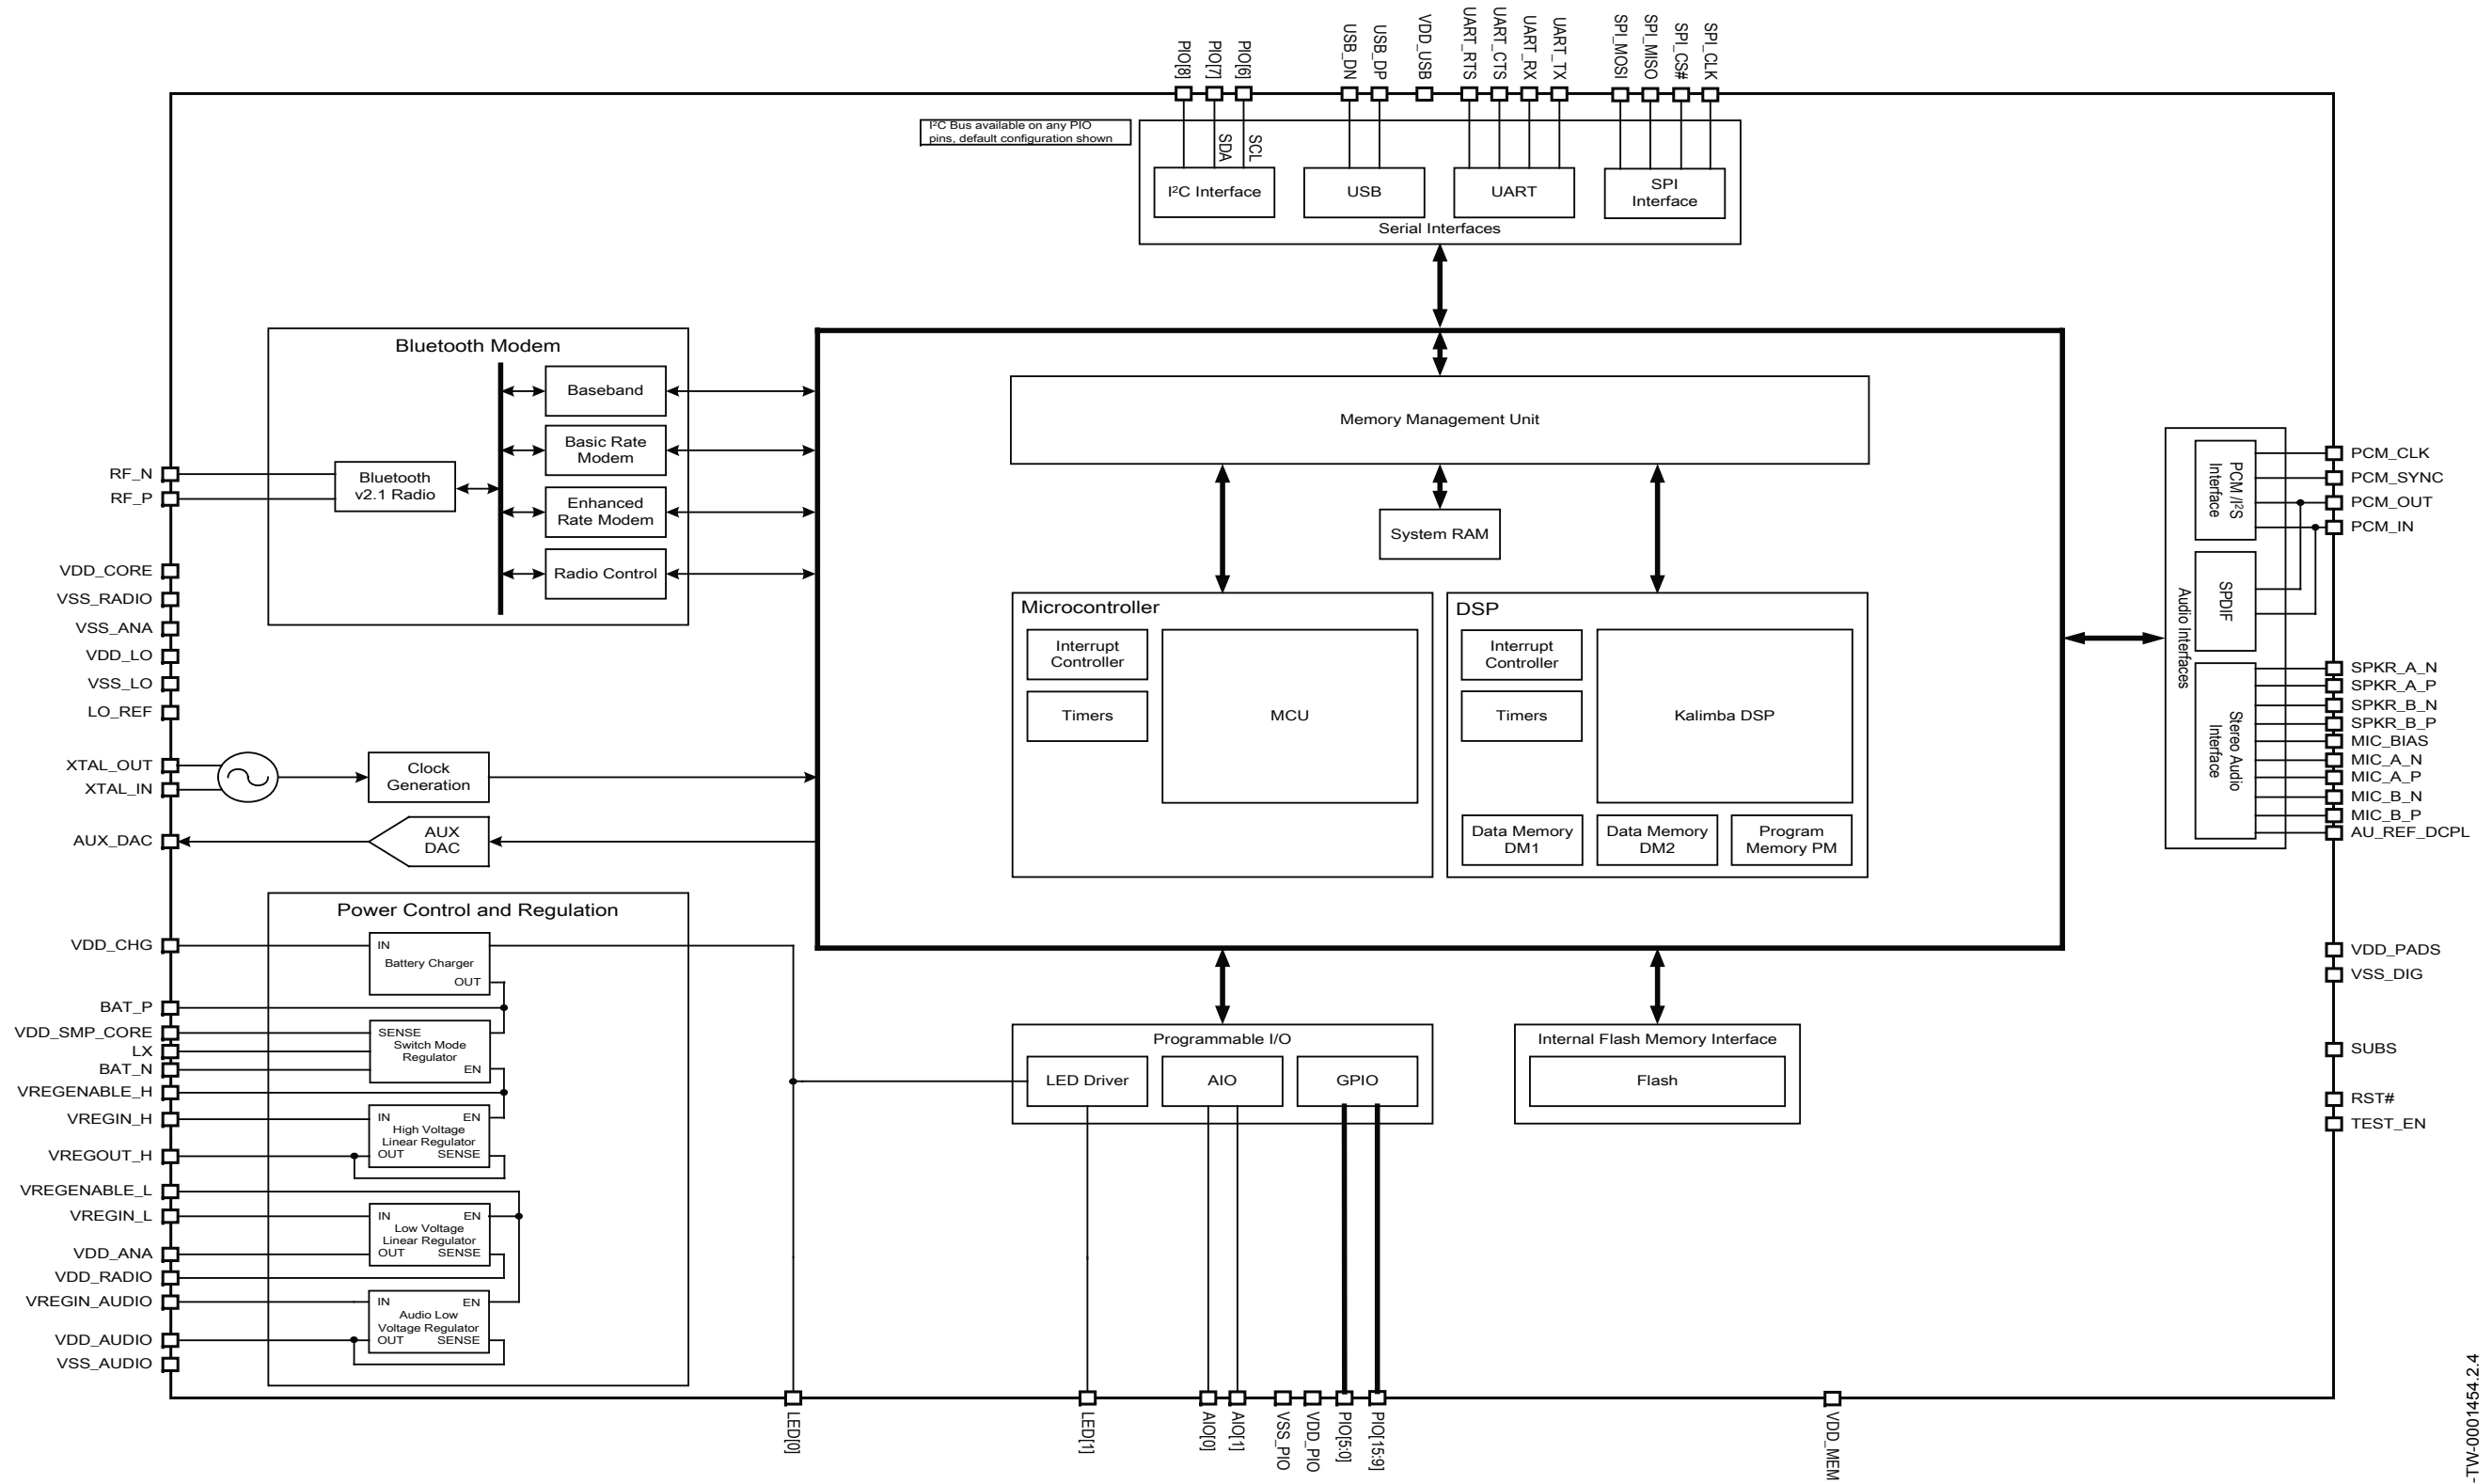 PIO[8]
PIO[7]
PIO[6]
USB_DN
USB_DP
VDD_USB
UART_RTS
UART_CTS
UART_RX
UART_TX
SPI_MOSI
SPI_MISO
SPI_CS#
SPI_CLK
I²C Bus available on any PIO
pins, default configuration shown
SDA
SCL
I²C Interface
USB
UART
SPI
Interface
Serial Interfaces
Bluetooth Modem
Baseband
Basic Rate
Modem
Bluetooth
v2.1 Radio
Enhanced
Rate Modem
Radio Control
RF_N
RF_P
VDD_CORE
VSS_RADIO
VSS_ANA
VDD_LO
VSS_LO
LO_REF
XTAL_OUT
XTAL_IN
Clock
Generation
AUX_DAC
AUX
DAC
Memory Management Unit
System RAM
Microcontroller
Interrupt
Controller
Timers
MCU
DSP
Interrupt
Controller
Timers
Kalimba DSP
Data Memory
DM1
Data Memory
DM2
Program
Memory PM
PCM /I²S
Interface
SPDIF
Stereo Audio
Interface
Audio Interfaces
PCM_CLK
PCM_SYNC
PCM_OUT
PCM_IN
SPKR_A_N
SPKR_A_P
SPKR_B_N
SPKR_B_P
MIC_BIAS
MIC_A_N
MIC_A_P
MIC_B_N
MIC_B_P
AU_REF_DCPL
VDD_PADS
VSS_DIG
SUBS
RST#
TEST_EN
Power Control and Regulation
VDD_CHG
IN
Battery Charger
OUT
BAT_P
VDD_SMP_CORE
LX
BAT_N
SENSE
Switch Mode
Regulator
EN
VREGENABLE_H
VREGIN_H
VREGOUT_H
IN EN
High Voltage
Linear Regulator
OUT SENSE
VREGENABLE_L
VREGIN_L
VDD_ANA
VDD_RADIO
IN EN
Low Voltage
Linear Regulator
OUT SENSE
VREGIN_AUDIO
VDD_AUDIO
VSS_AUDIO
IN EN
Audio Low
Voltage Regulator
OUT SENSE
Programmable I/O
LED Driver
AIO
GPIO
Internal Flash Memory Interface
Flash
LED[0]
LED[1]
AIO[0]
AIO[1]
VSS_PIO
VDD_PIO
PIO[5:0]
PIO[15:9]
VDD_MEM
-TW-0001454.2.4